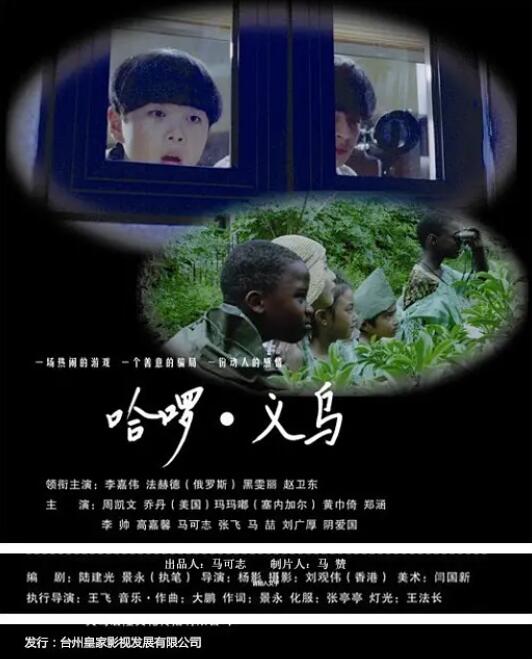 一场热闹的游戏 一个善意的骗局 一份动人的感情
哈啰·义乌
领衔主演：李嘉伟 法赫德（俄罗斯）黑雯丽 赵卫东
主 演：周凯文 乔丹（美国）玛玛嘟（塞内加尔）黄巾倚 郑涵
李 帅 高嘉馨 马可志 张飞 马 喆 刘广厚 阴爱国
出品人：马可志 制片人：马 赞
编 剧：陆建光 景永（执笔）导演：杨影 摄影：刘观伟（香港） 美术：闫国新
执行导演：王飞 音乐·作曲：大鹏 作词：景永 化服：张亭亭 灯光：王法长
发行：台州皇家影视发展有限公司